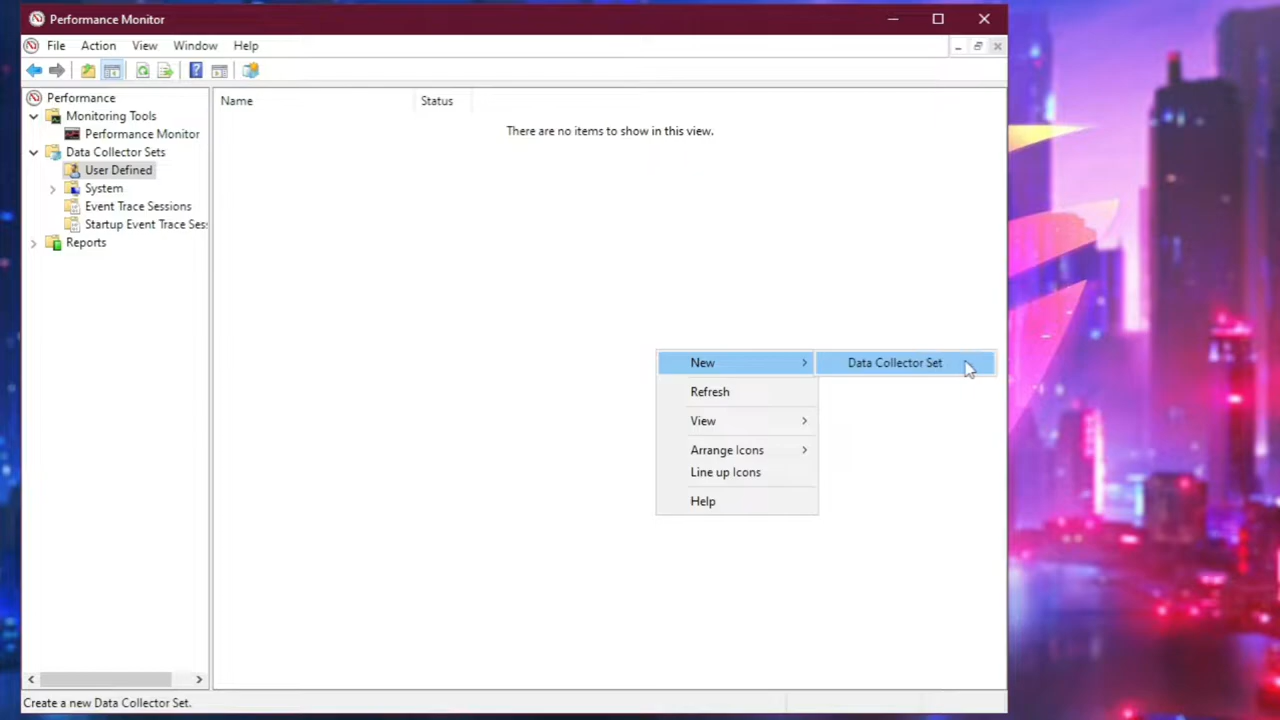 Performance Monitor
File Action View Window Help
Performance
Monitoring Tools
Performance Monitor
Data Collector Sets
User Defined
System
Event Trace Sessions
Startup Event Trace Ses
Reports
Name Status
There are no items to show in this view.
New
Refresh
View
Arrange Icons
Line up Icons
Help
Data Collector Set
Create a new Data Collector Set.